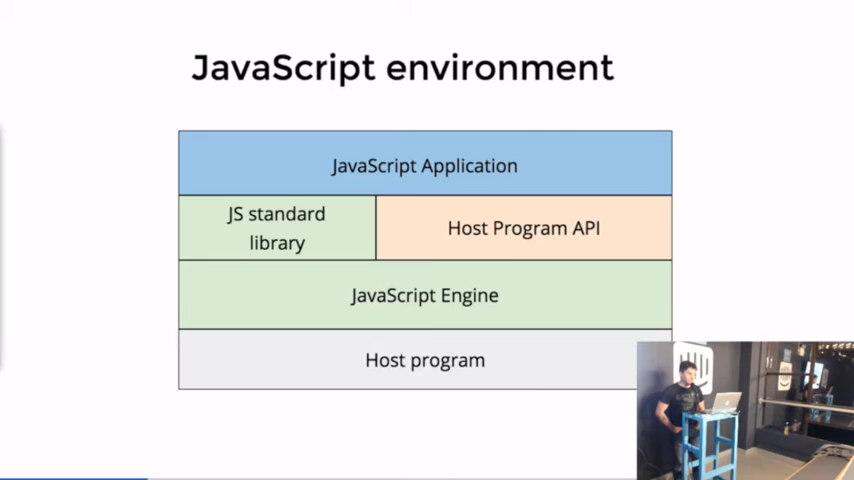 JavaScript environment
JavaScript Application
JS standard
library
Host Program API
JavaScript Engine
Host program